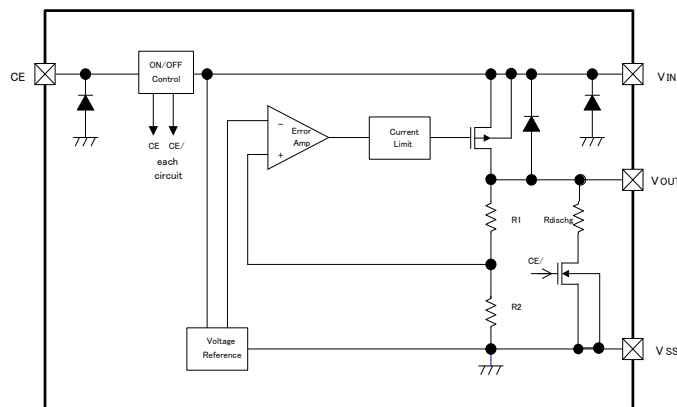 CE
ON/OFF
Control
VIN
CE CE/
each
circuit
−
Error
Amp
+
Current
Limit
VOUT
R1
Rdischg
CE/
R2
Voltage
Reference
VSS